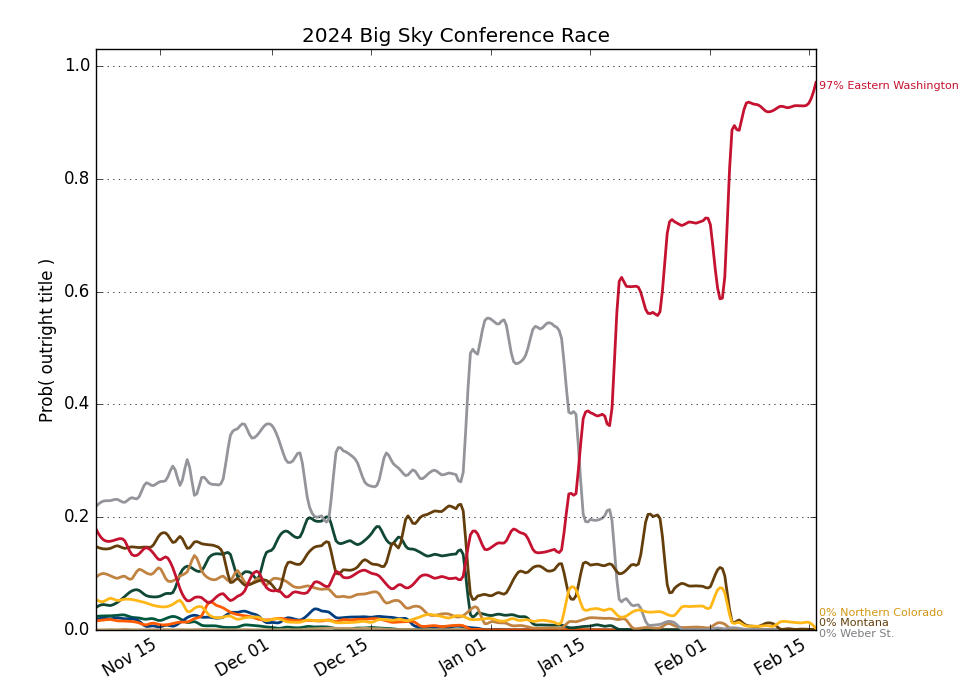 2024 Big Sky Conference Race
1.0
97% Eastern Washington
0.8
0.6
Prob( outright title )
0.4
0.2
0% Northern Colorado
0% Montana
0.0
0% Weber St.
Nov 15
Dec 01
Dec 15
Jan 01
Jan 15
Feb 01
Feb 15